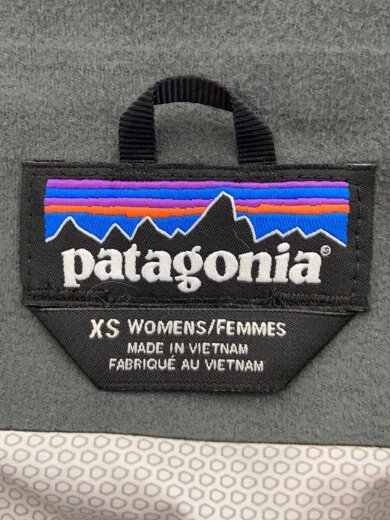 patagonia®
XS WOMENS/FEMMES
MADE IN VIETNAM
FABRIQUÉ AU VIETNAM